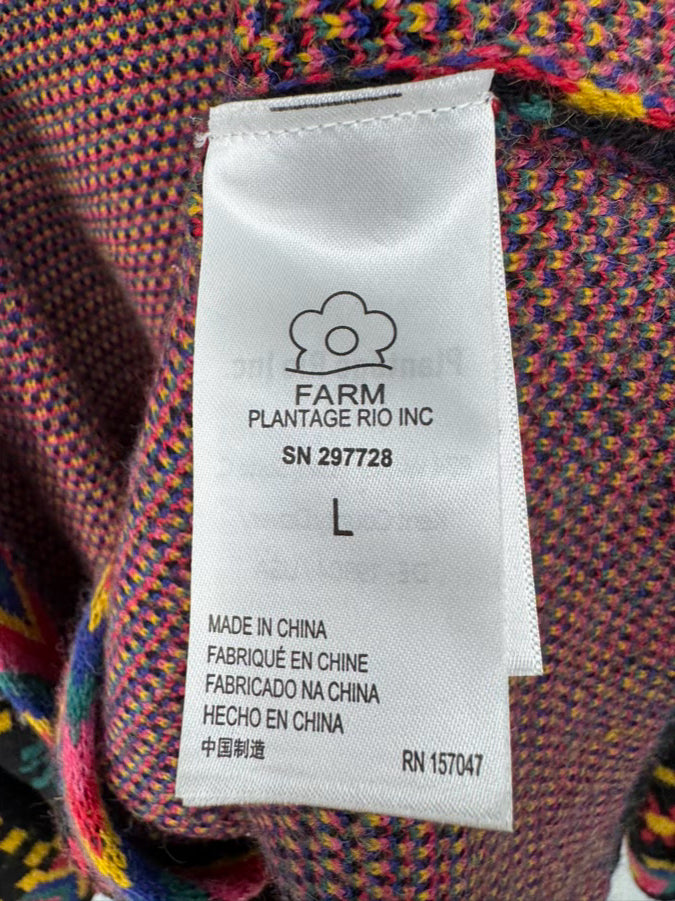 FARM
PLANTAGE RIO INC
SN 297728
L
MADE IN CHINA
FABRIQUÉ EN CHINE
FABRICADO NA CHINA
HECHO EN CHINA
中国制造
RN 157047